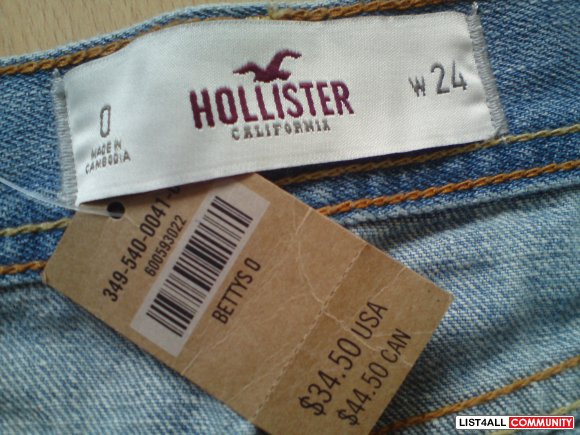 HOLLISTER
CALIFORNIA
0
MADE IN
CAMBODIA
W 24
349-540-0041-0
600593022
BETTYS 0
$34.50 USA
$44.50 CAN
LIST4ALL COMMUNITY